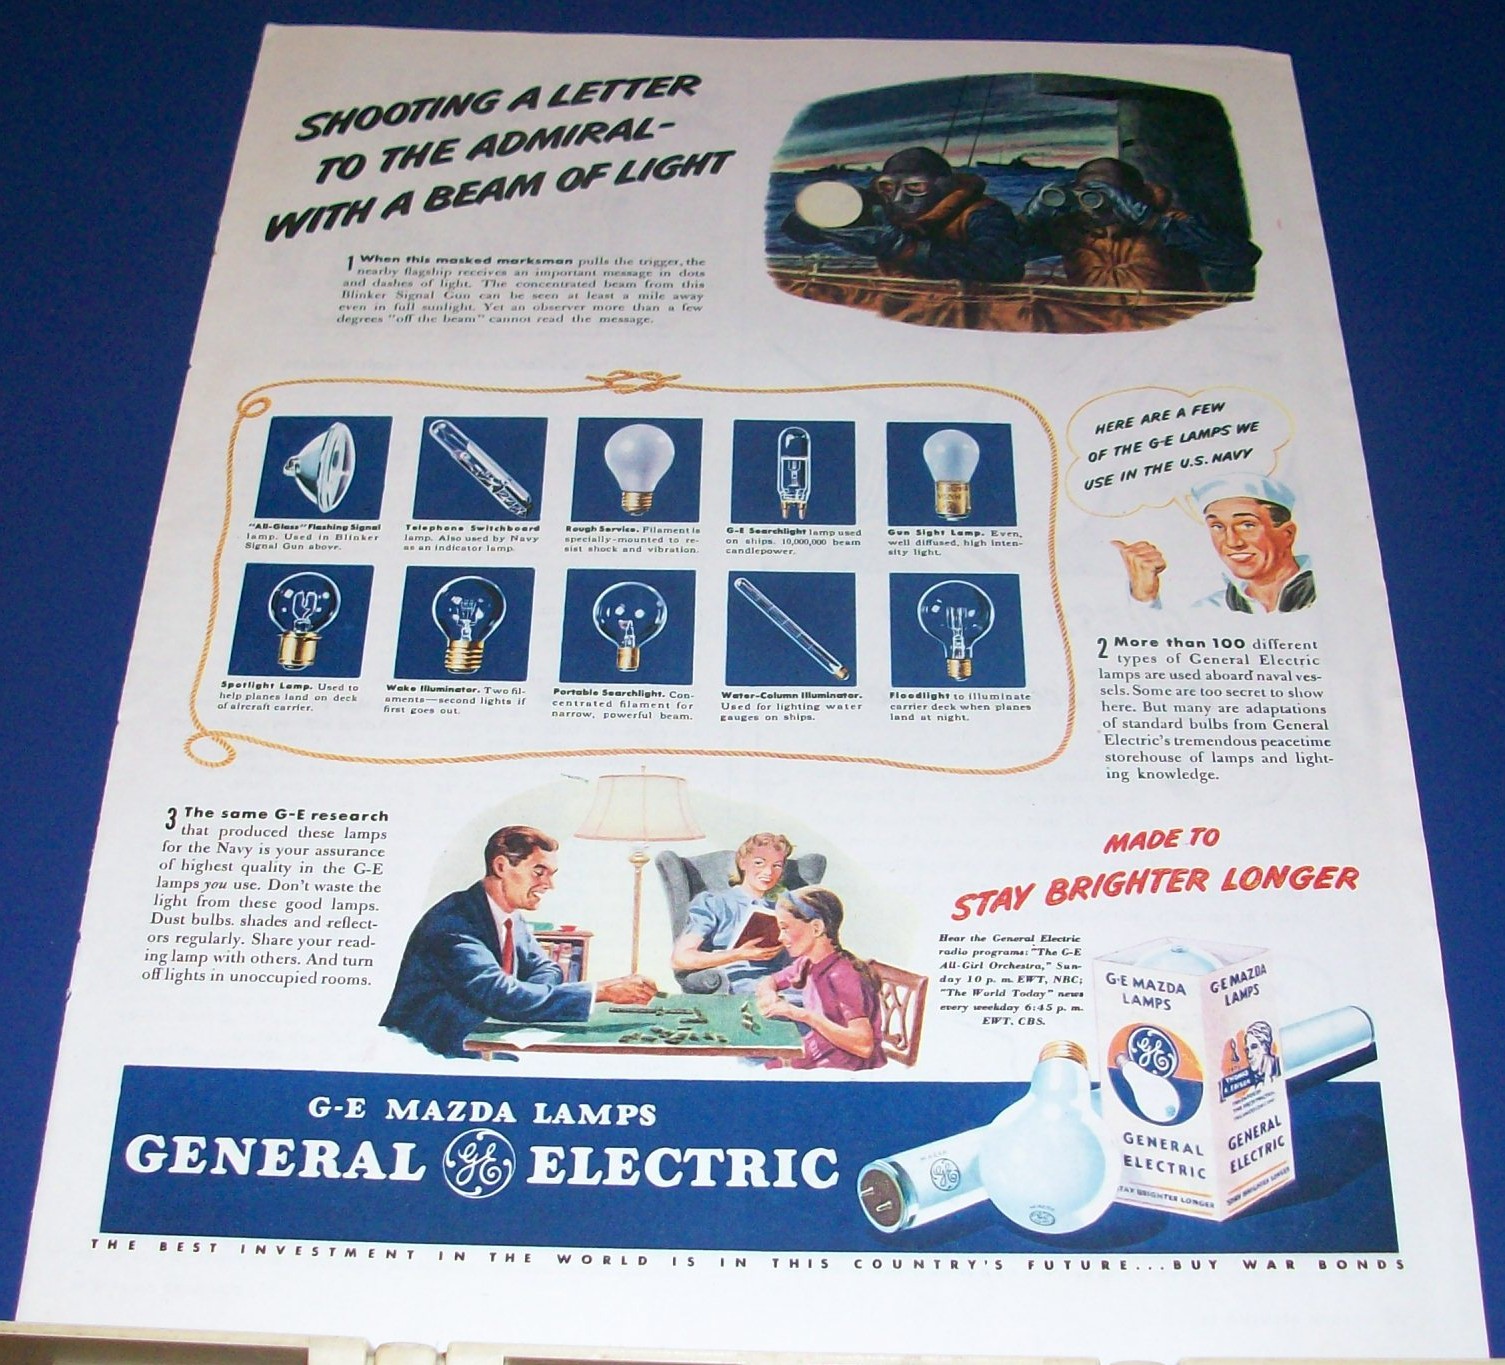 SHOOTING A LETTER
TO THE ADMIRAL-
WITH A BEAM OF LIGHT
1 When this masked marksman pulls the trigger, the
nearby flagship receives an important message in dots
and dashes of light. The concentrated beam from this
Blinker Signal Gun can be seen at least a mile away
even in full sunlight. Yet an observer more than a few
degrees "off the beam" cannot read the message.
HERE ARE A FEW
OF THE G-E LAMPS WE
USE IN THE U.S. NAVY
"All-Glass" Flashing Signal
lamp. Used in Blinker
Signal Gun above.
Telephone Switchboard
lamp. Also used by Navy
as an indicator lamp.
Rough Service. Filament is
specially-mounted to re-
sist shock and vibration.
G-E Searchlight lamp used
on ships. 10,000,000 beam
candlepower.
Gun Sight Lamp. Even,
well diffused, high inten-
sity light.
Spotlight Lamp. Used to
help planes land on deck
of aircraft carrier.
Wake Illuminator. Two fil-
aments—second lights if
first goes out.
Portable Searchlight. Con-
centrated filament for
narrow, powerful beam.
Water-Column Illuminator.
Used for lighting water
gauges on ships.
Floodlight to illuminate
carrier deck when planes
land at night.
2 More than 100 different
types of General Electric
lamps are used aboard naval ves-
sels. Some are too secret to show
here. But many are adaptations
of standard bulbs from General
Electric's tremendous peacetime
storehouse of lamps and light-
ing knowledge.
3 The same G-E research
that produced these lamps
for the Navy is your assurance
of highest quality in the G-E
lamps you use. Don't waste the
light from these good lamps.
Dust bulbs, shades and reflect-
ors regularly. Share your read-
ing lamp with others. And turn
off lights in unoccupied rooms.
MADE TO
STAY BRIGHTER LONGER
Hear the General Electric
radio programs: "The G-E
All-Girl Orchestra," Sun-
day 10 p. m. EWT, NBC;
"The World Today" news
every weekday 6:45 p. m.
EWT, CBS.
G-E MAZDA
LAMPS
GE
GENERAL
ELECTRIC
STAY BRIGHTER LONGER
G-E MAZDA
LAMPS
THOMAS
A. EDISON
GENERAL
ELECTRIC
STAY BRIGHTER LONGER
G-E MAZDA LAMPS
GENERAL GE ELECTRIC
MAZDA
GE
THE BEST INVESTMENT IN THE WORLD IS IN THIS COUNTRY'S FUTURE...BUY WAR BONDS